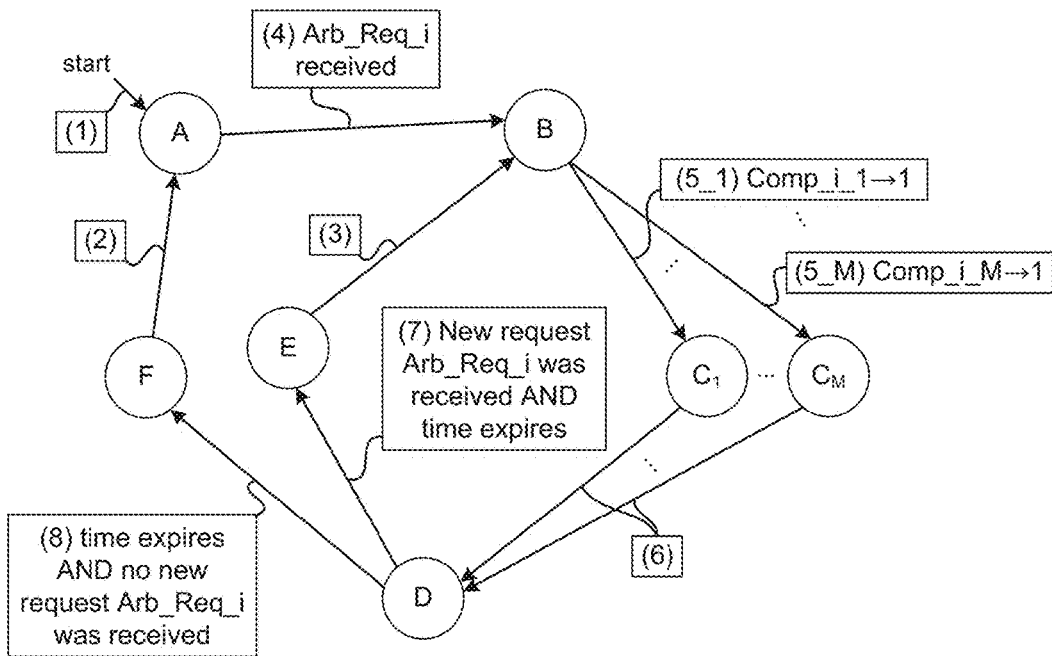 (4) Arb_Req_i
received
start
(1)
A
B
(5_1) Comp_i_1→1
...
(2)
(3)
...
(5_M) Comp_i_M→1
(7) New request
Arb_Req_i was
received AND
time expires
F
E
C₁
...
C_M
...
(8) time expires
AND no new
request Arb_Req_i
was received
D
(6)